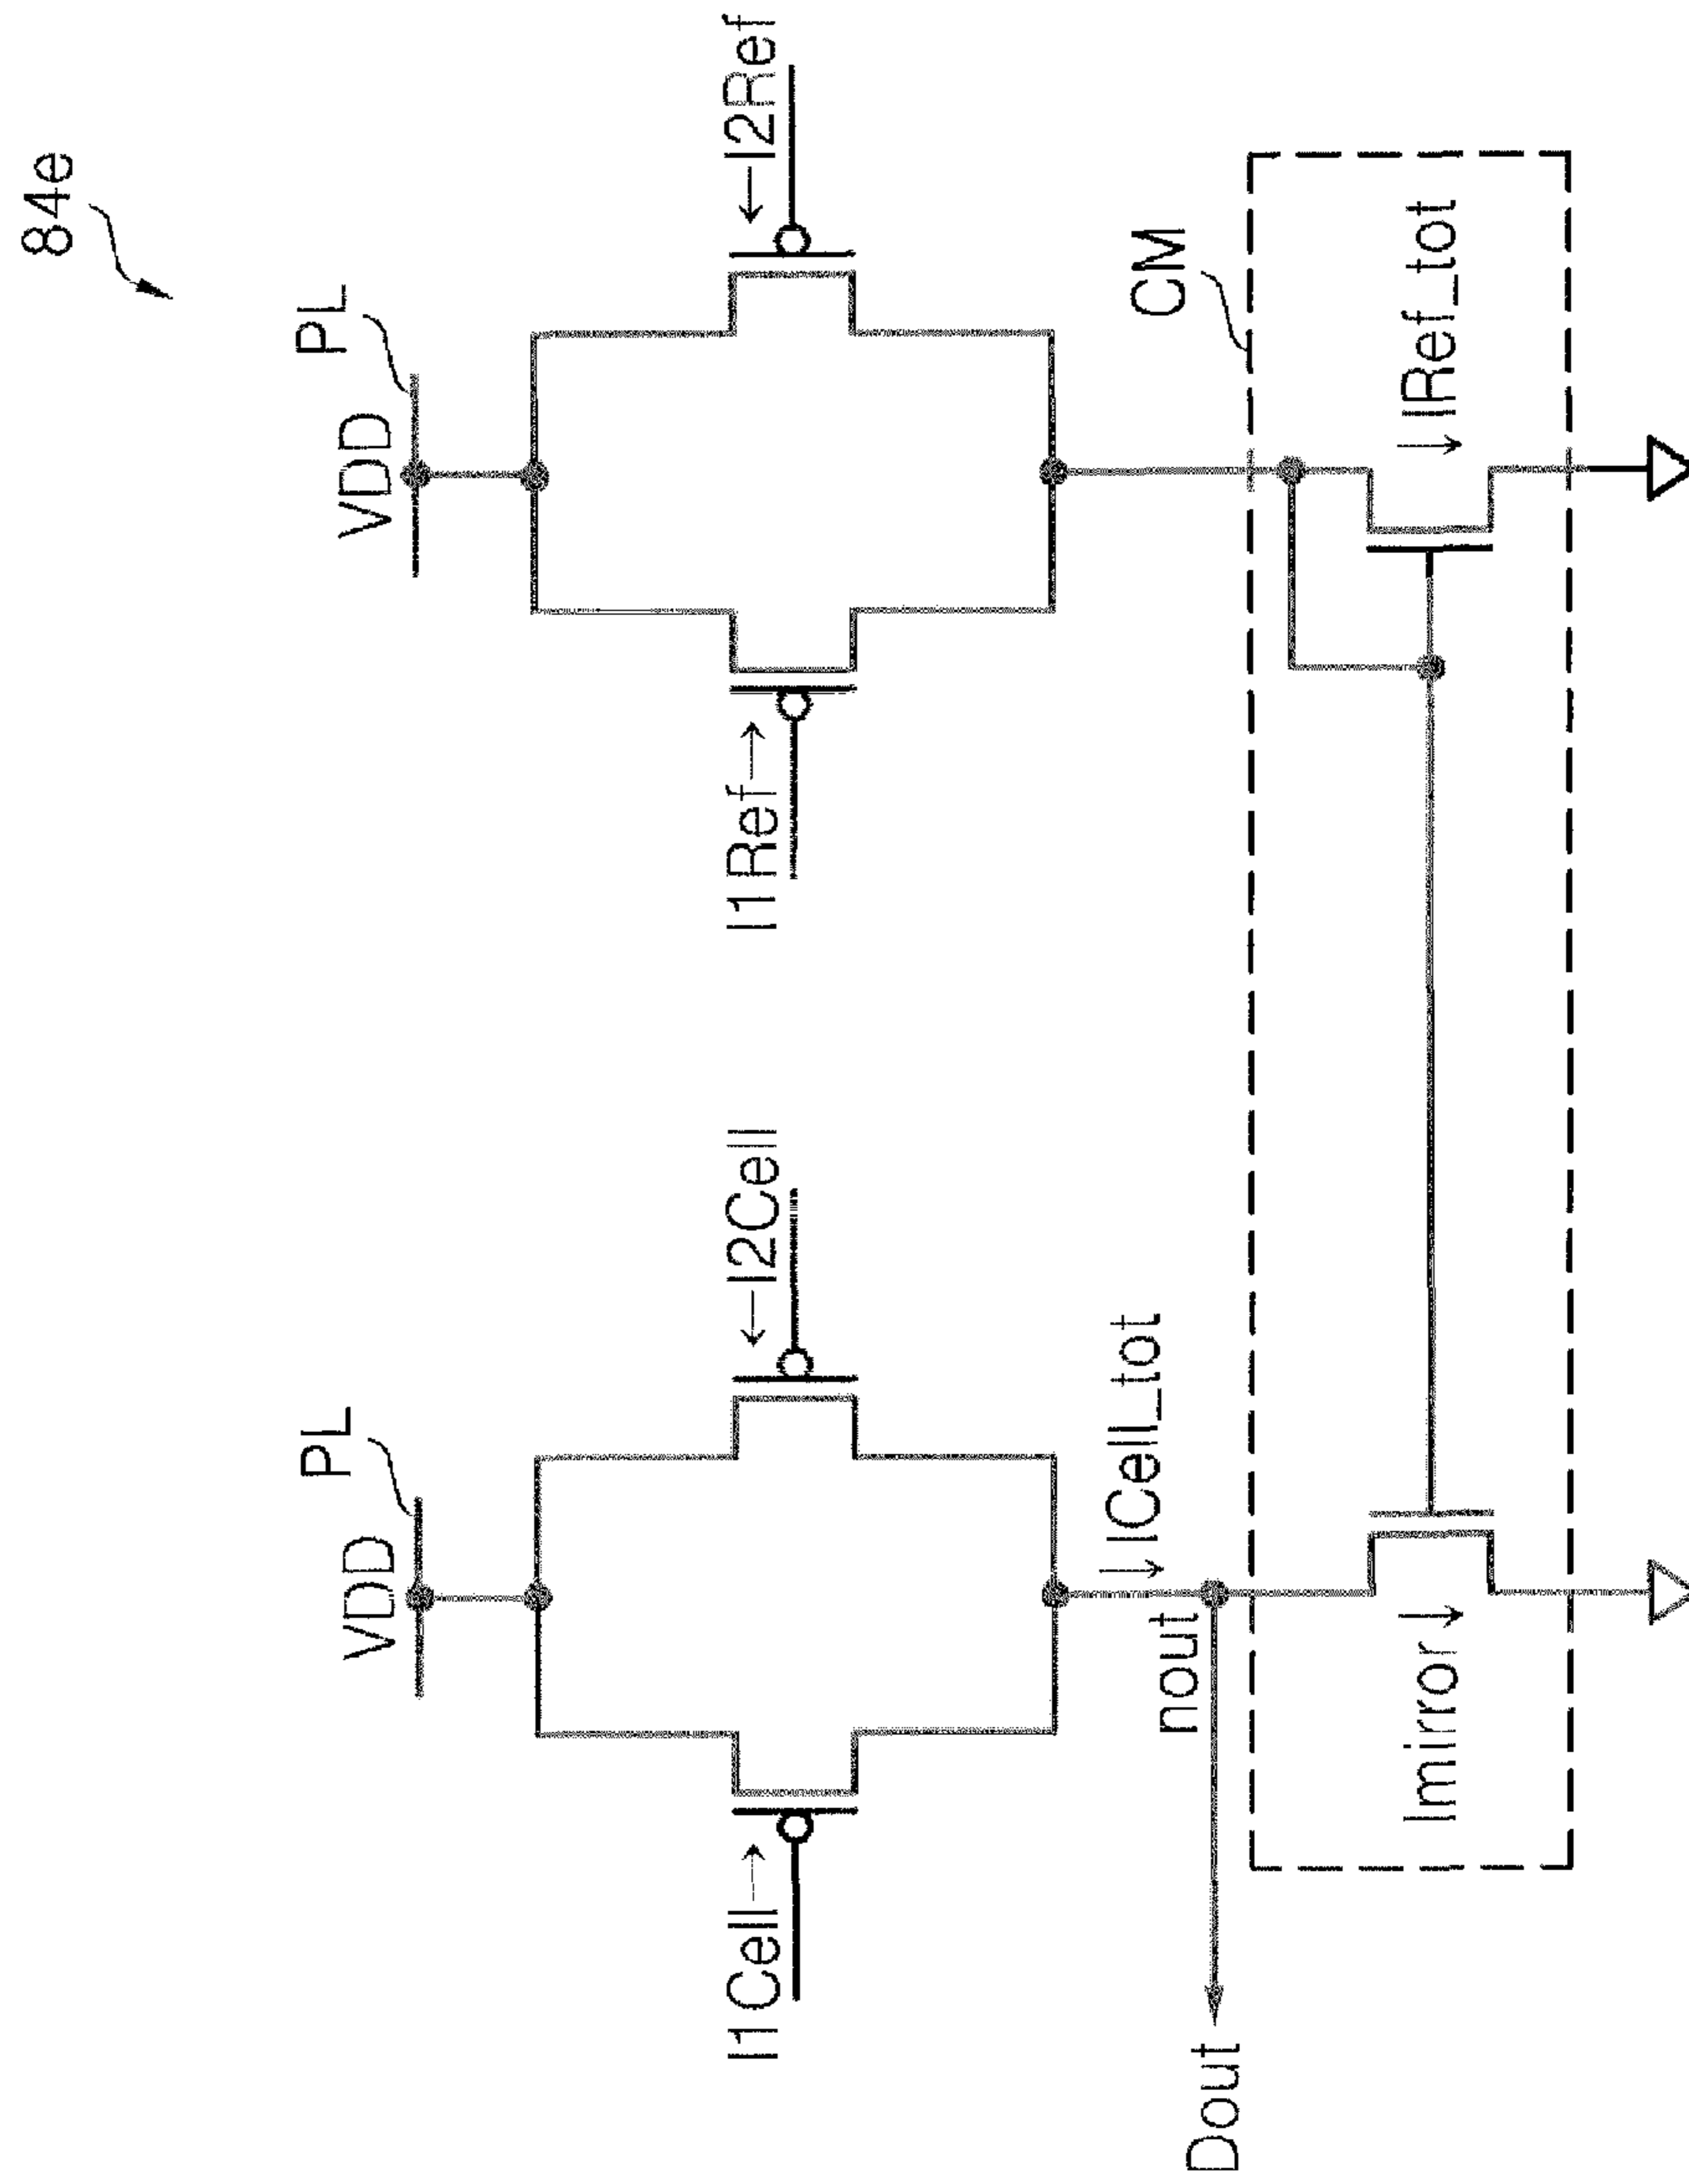 84e
PL
PL
VDD
VDD
I1Cell
I2Cell
I1Ref
I2Ref
ICell_tot
CM
nout
Dout
Imirror
IRef_tot